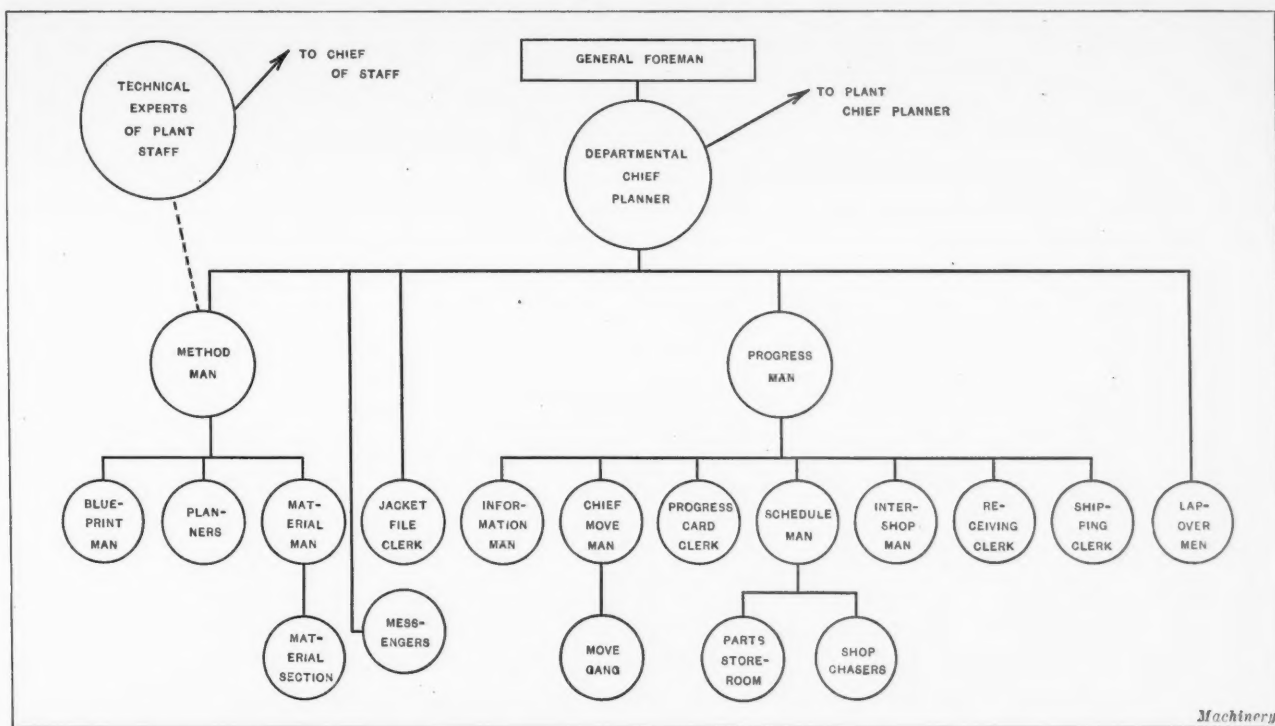 TECHNICAL
EXPERTS
OF PLANT
STAFF
TO CHIEF
OF STAFF
GENERAL FOREMAN
DEPARTMENTAL
CHIEF
PLANNER
TO PLANT
CHIEF PLANNER
METHOD
MAN
PROGRESS
MAN
BLUE-
PRINT
MAN
PLAN-
NERS
MAT-
ERIAL
MAN
JACKET
FILE
CLERK
INFOR-
MATION
MAN
CHIEF
MOVE
MAN
PROGRESS
CARD
CLERK
SCHEDULE
MAN
INTER-
SHOP
MAN
RE-
CEIVING
CLERK
SHIP-
PING
CLERK
LAP-
OVER
MEN
MAT-
ERIAL
SECTION
MESS-
ENGERS
MOVE
GANG
PARTS
STORE-
ROOM
SHOP
CHASERS
Machinery